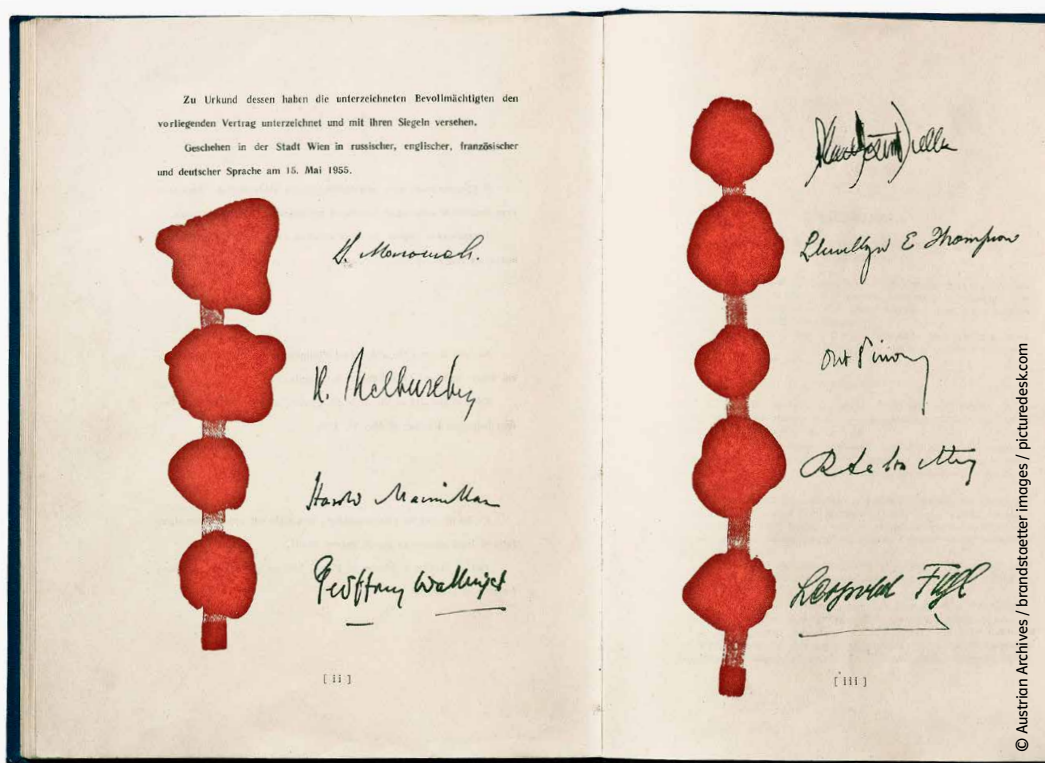 Zu Urkund dessen haben die unterzeichneten Bevollmächtigten den
vorliegenden Vertrag unterzeichnet und mit ihren Siegeln versehen.
Geschehen in der Stadt Wien in russischer, englischer, französischer
und deutscher Sprache am 15. Mai 1955.
Harold Macmillan
Geoffrey Wallinger
[ ii ]
Llewellyn E Thompson
Leopold Figl
[ iii ]
© Austrian Archives / brandstaetter images / picturedesk.com